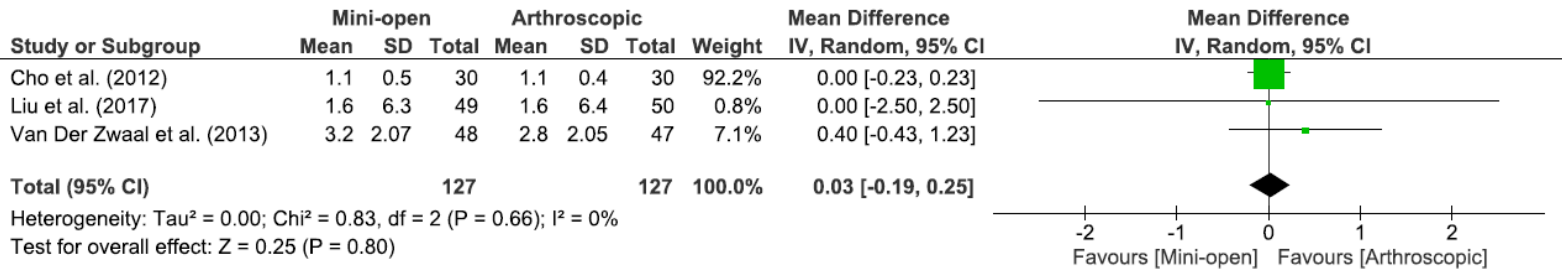 Mini-open Arthroscopic Mean Difference Mean Difference
Study or Subgroup Mean SD Total Mean SD Total Weight IV, Random, 95% CI IV, Random, 95% CI
Cho et al. (2012) 1.1 0.5 30 1.1 0.4 30 92.2% 0.00 [-0.23, 0.23]
Liu et al. (2017) 1.6 6.3 49 1.6 6.4 50 0.8% 0.00 [-2.50, 2.50]
Van Der Zwaal et al. (2013) 3.2 2.07 48 2.8 2.05 47 7.1% 0.40 [-0.43, 1.23]
Total (95% CI) 127 127 100.0% 0.03 [-0.19, 0.25]
Heterogeneity: Tau² = 0.00; Chi² = 0.83, df = 2 (P = 0.66); I² = 0%
Test for overall effect: Z = 0.25 (P = 0.80)
-2 -1 0 1 2
Favours [Mini-open] Favours [Arthroscopic]